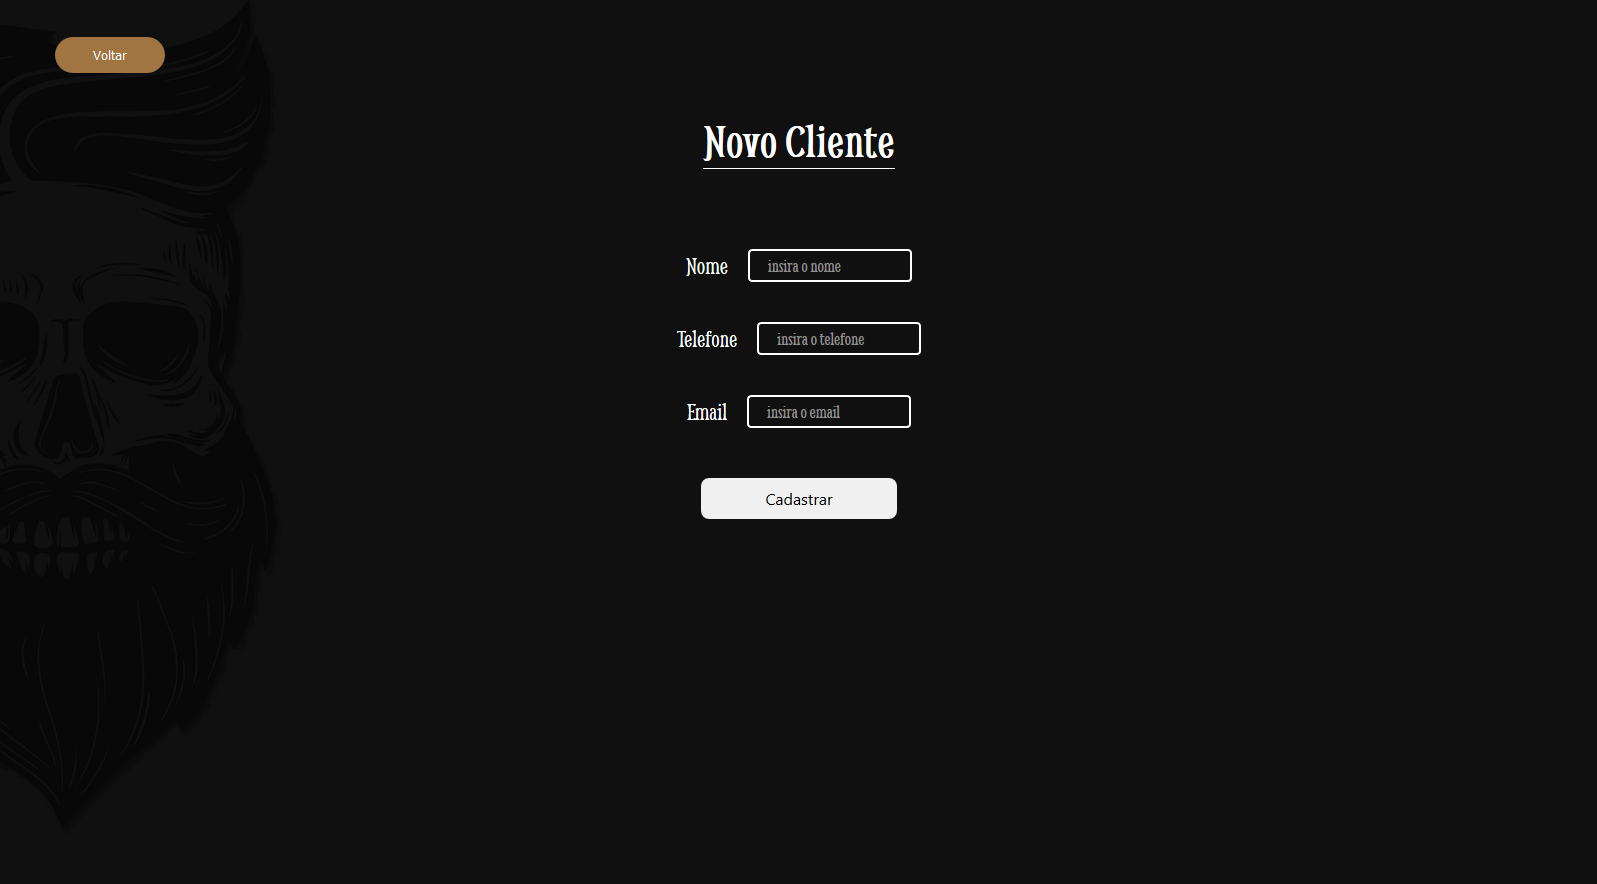 Voltar
Novo Cliente
Nome insira o nome
Telefone insira o telefone
Email insira o email
Cadastrar